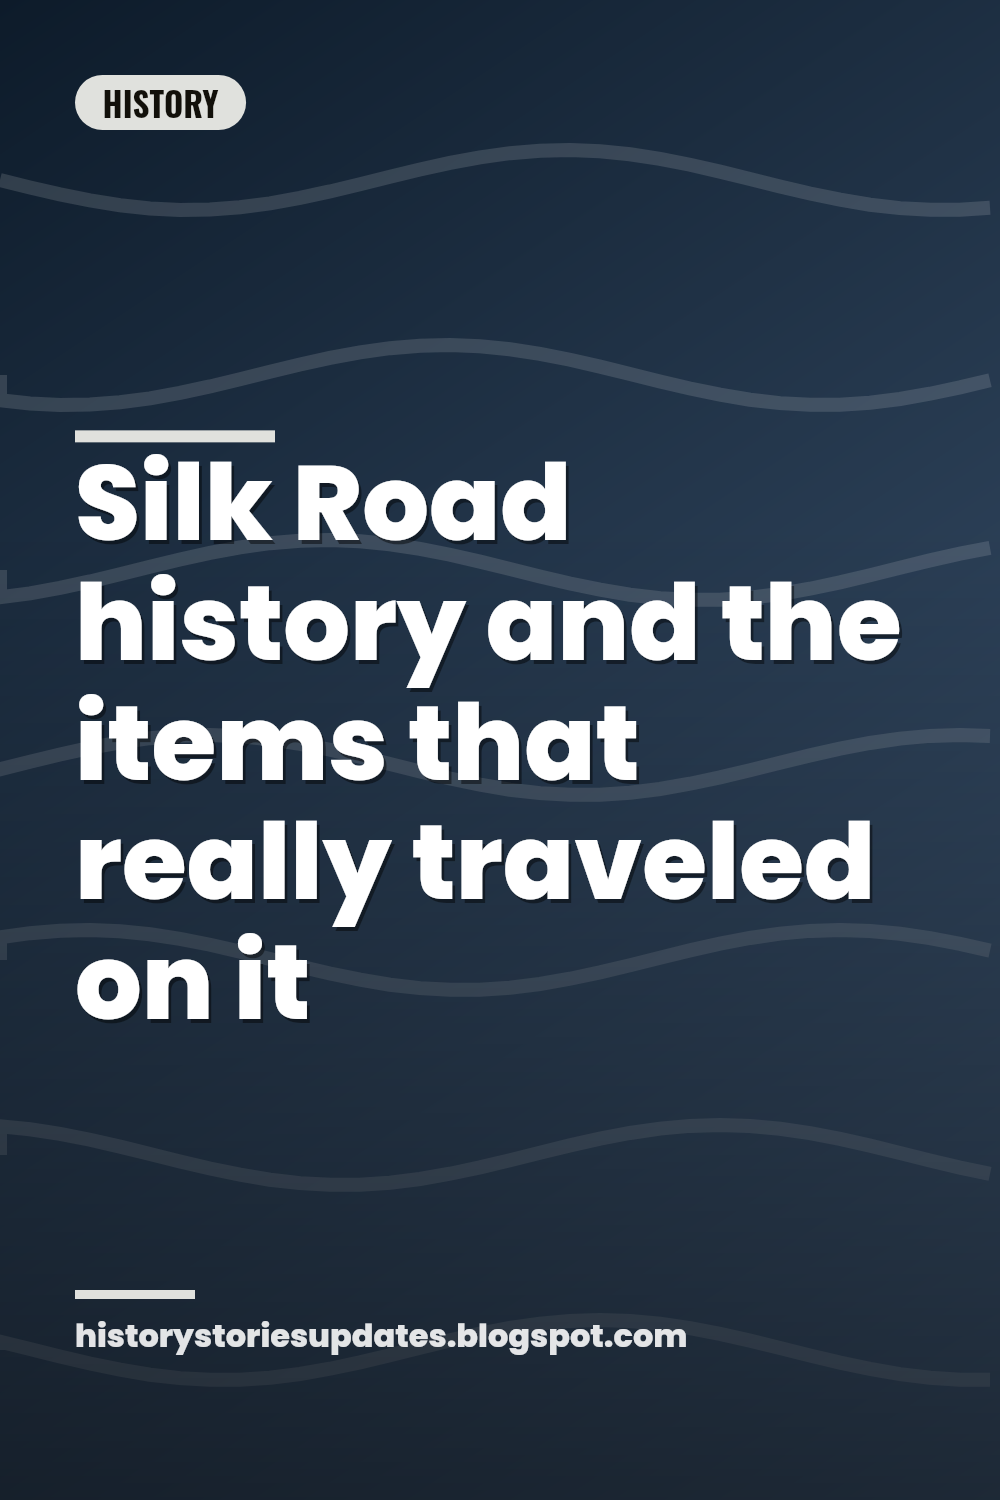 HISTORY
Silk Road
history and the
items that
really traveled
on it
historystoriesupdates.blogspot.com